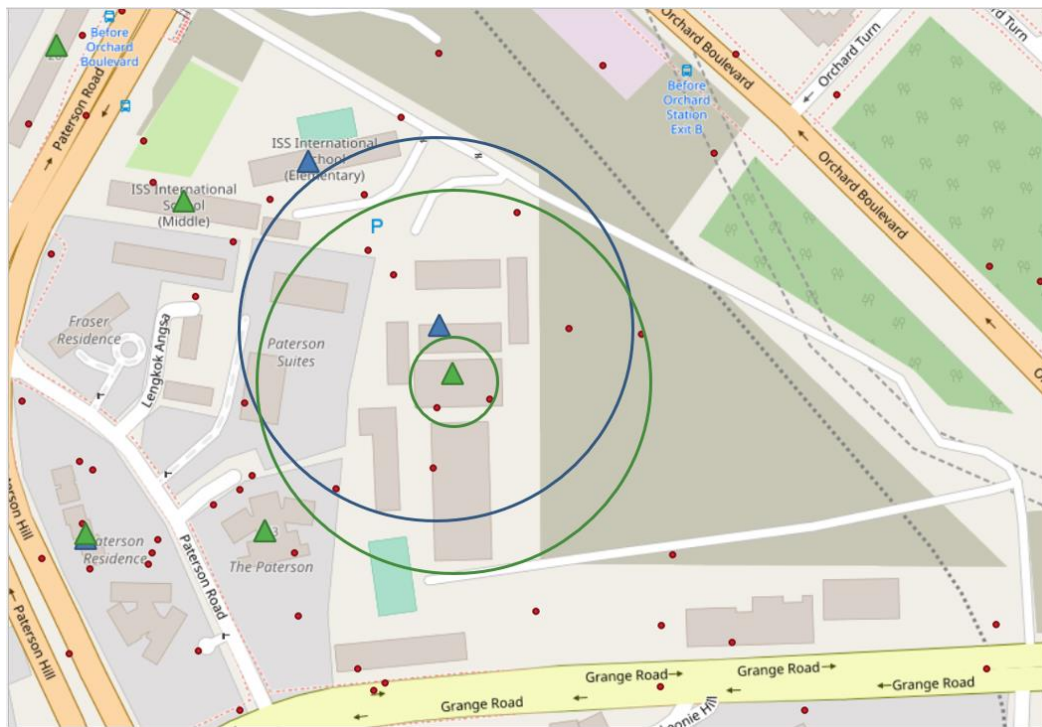 Before
Orchard
Boulevard
Paterson Road
Orchard Boulevard
Orchard Turn
Before
Orchard
Station
Exit B
Orchard Boulevard
ISS International
School
(Elementary)
ISS International
School
(Middle)
P
Fraser
Residence
Lengkok Angsa
Paterson
Suites
Paterson
Residence
The Paterson
Paterson Road
Paterson Hill
Grange Road
Grange Road
Grange Road
Grange Road